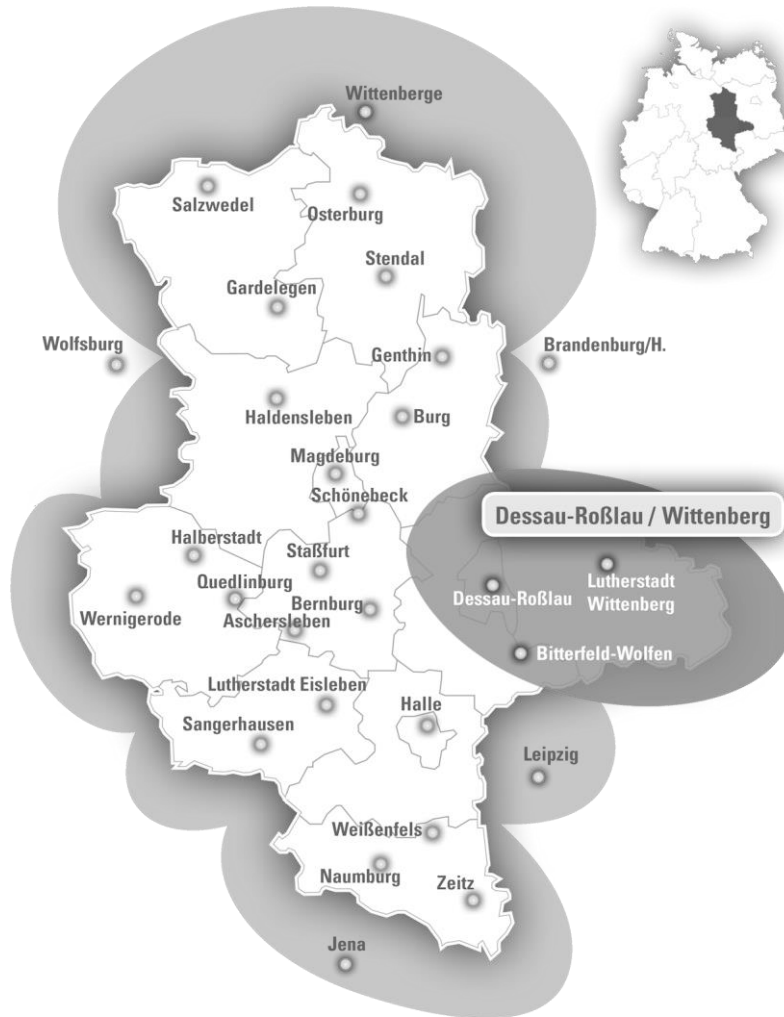 Wittenberge
Salzwedel
Osterburg
Stendal
Gardelegen
Wolfsburg
Genthin
Brandenburg/H.
Haldensleben
Burg
Magdeburg
Schönebeck
Dessau-Roßlau / Wittenberg
Halberstadt
Staßfurt
Quedlinburg
Wernigerode
Aschersleben
Bernburg
Dessau-Roßlau
Lutherstadt
Wittenberg
Bitterfeld-Wolfen
Lutherstadt Eisleben
Halle
Sangerhausen
Leipzig
Weißenfels
Naumburg
Zeitz
Jena